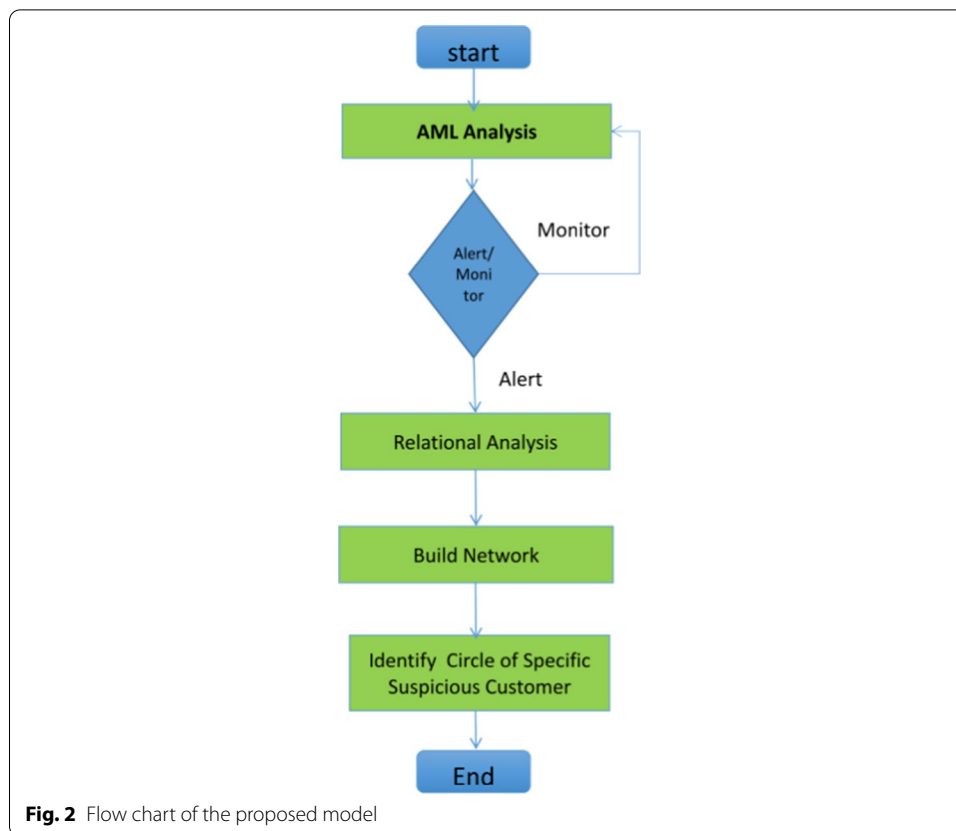 start
AML Analysis
Monitor
Alert/
Moni
tor
Alert
Relational Analysis
Build Network
Identify Circle of Specific
Suspicious Customer
End
Fig. 2 Flow chart of the proposed model